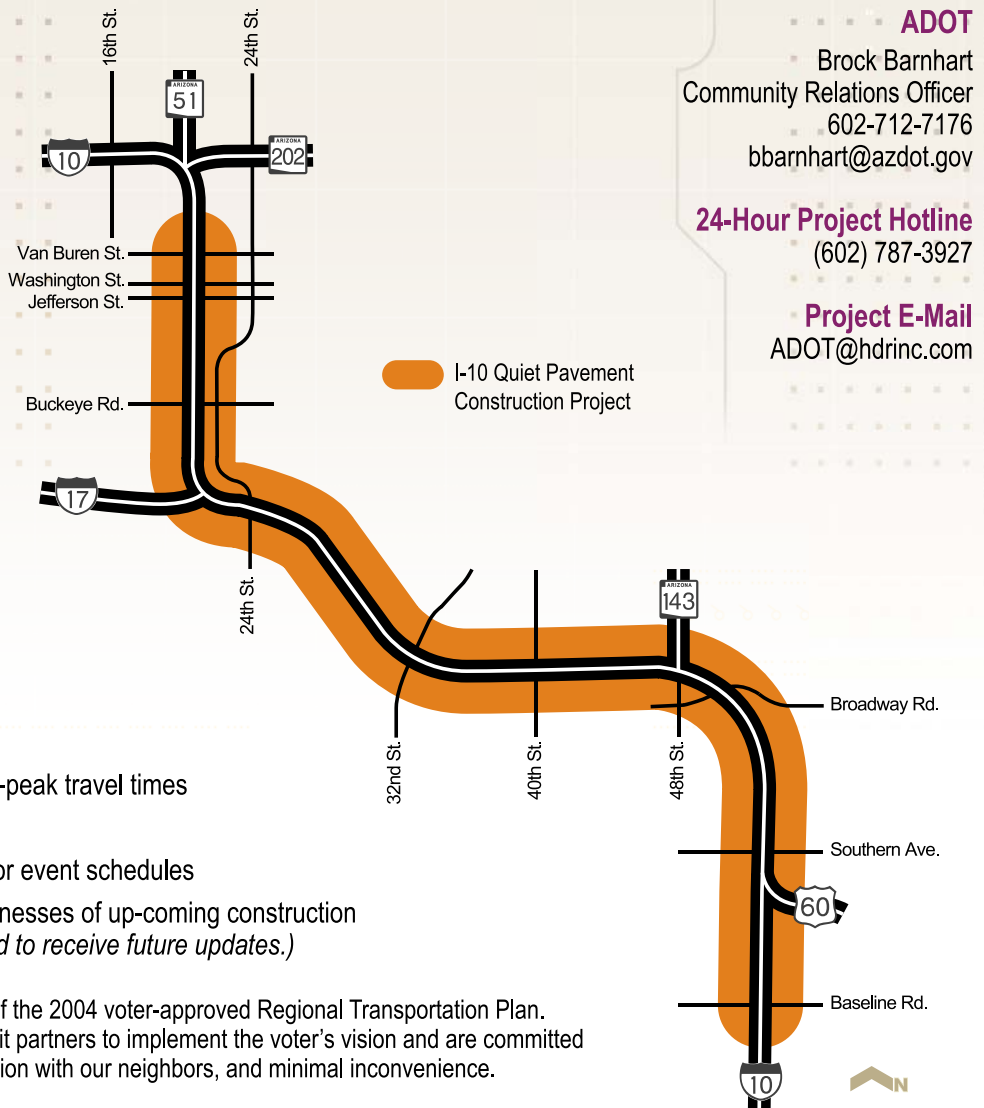 16th St.
24th St.
ARIZONA
51
10
ARIZONA
202
Van Buren St.
Washington St.
Jefferson St.
Buckeye Rd.
17
24th St.
I-10 Quiet Pavement
Construction Project
ADOT
Brock Barnhart
Community Relations Officer
602-712-7176
bbarnhart@azdot.gov
24-Hour Project Hotline
(602) 787-3927
Project E-Mail
ADOT@hdrinc.com
ARIZONA
143
32nd St.
40th St.
48th St.
Broadway Rd.
Southern Ave.
60
Baseline Rd.
10
N
-peak travel times
or event schedules
nesses of up-coming construction
d to receive future updates.)
f the 2004 voter-approved Regional Transportation Plan.
it partners to implement the voter's vision and are committed
ion with our neighbors, and minimal inconvenience.